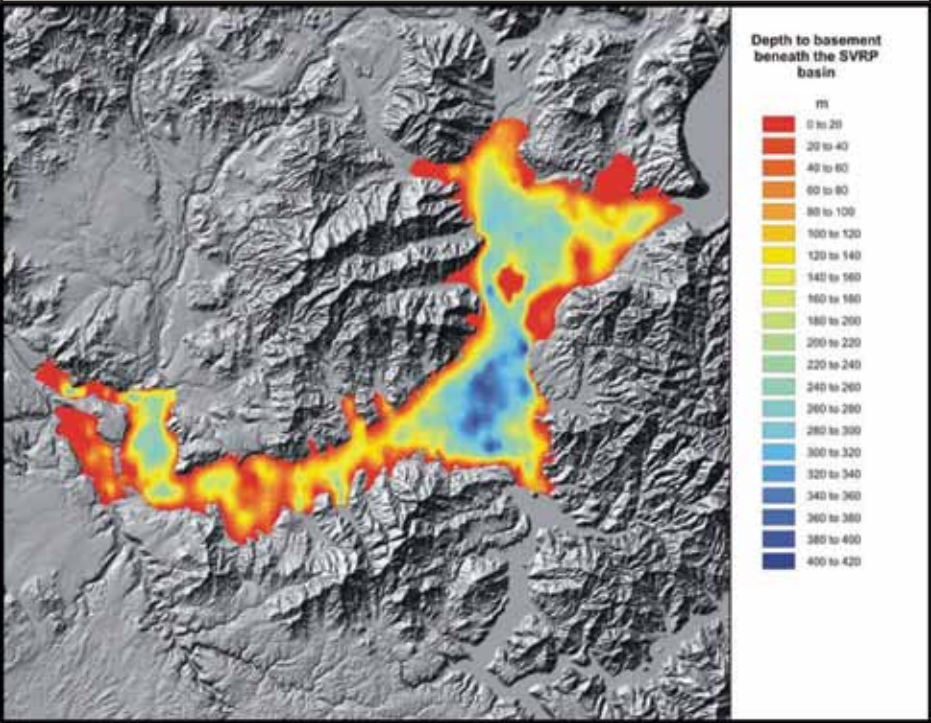 Depth to basement
beneath the SVRP
basin
m
0 to 20
20 to 40
40 to 60
60 to 80
80 to 100
100 to 120
120 to 140
140 to 160
160 to 180
180 to 200
200 to 220
220 to 240
240 to 260
260 to 280
280 to 300
300 to 320
320 to 340
340 to 360
360 to 380
380 to 400
400 to 420